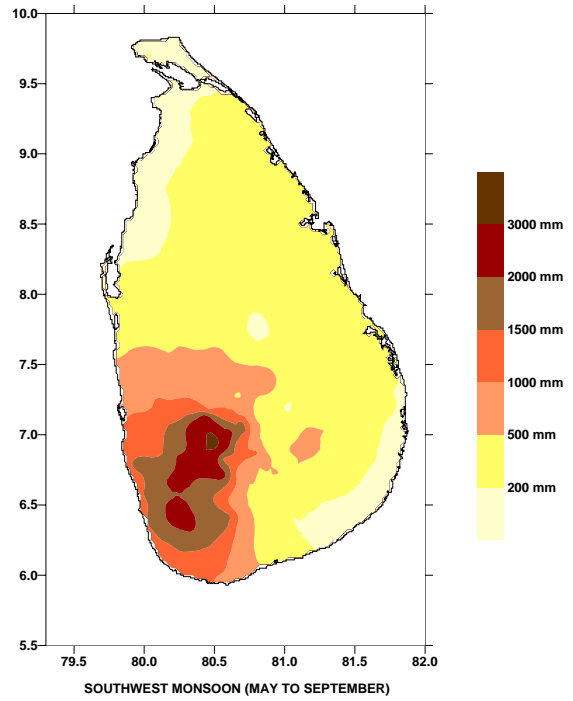 10.0
9.5
9.0
8.5
8.0
7.5
7.0
6.5
6.0
5.5
79.5 80.0 80.5 81.0 81.5 82.0
3000 mm
2000 mm
1500 mm
1000 mm
500 mm
200 mm
SOUTHWEST MONSOON (MAY TO SEPTEMBER)